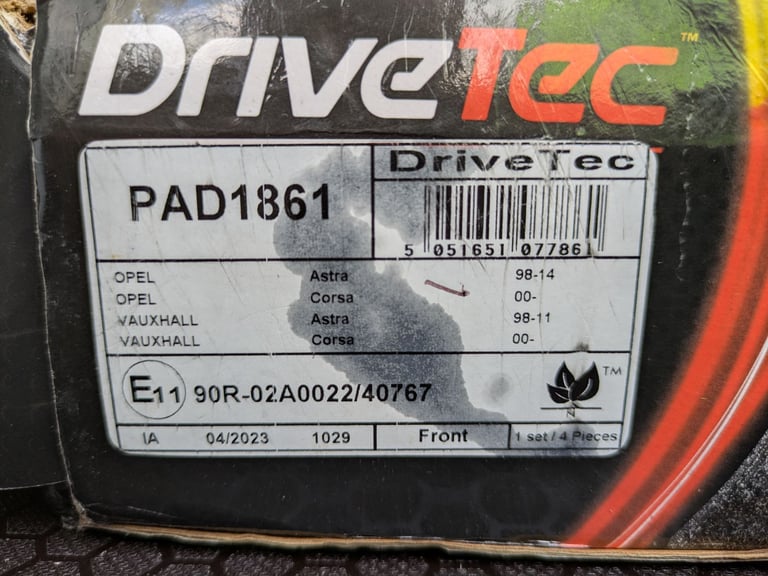 DriveTec™
DriveTec
PAD1861
5 051651 077861
OPEL Astra 98-14
OPEL Corsa 00-
VAUXHALL Astra 98-11
VAUXHALL Corsa 00-
E11 90R-02A0022/40767
TM
N
IA 04/2023 1029 Front 1 set / 4 Pieces